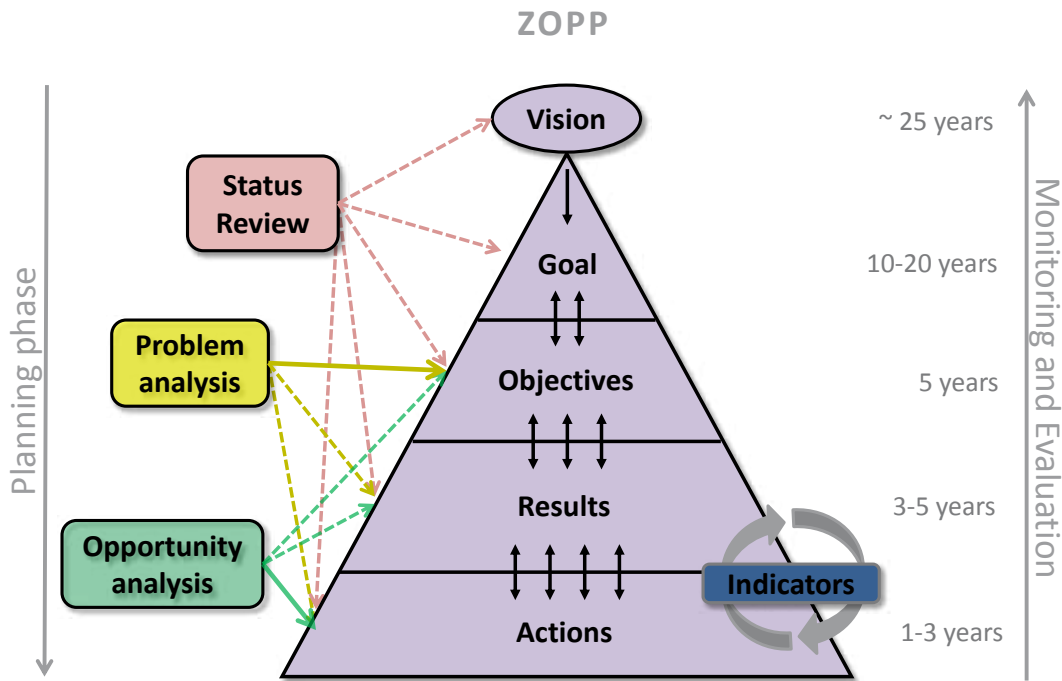 ZOPP
Vision
~ 25 years
Status
Review
Goal
10-20 years
Problem
analysis
Objectives
5 years
Results
3-5 years
Opportunity
analysis
Indicators
Actions
1-3 years
Planning phase
Monitoring and Evaluation